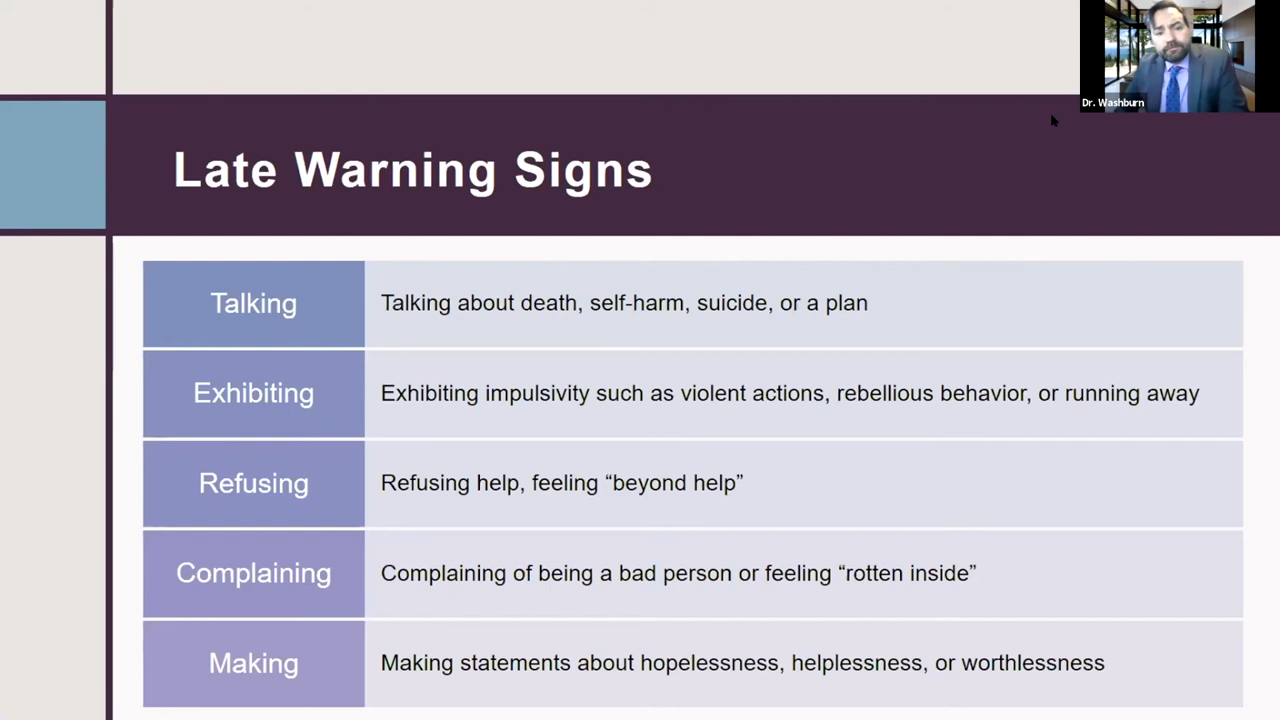 Dr. Washburn
Late Warning Signs
Talking
Talking about death, self-harm, suicide, or a plan
Exhibiting
Exhibiting impulsivity such as violent actions, rebellious behavior, or running away
Refusing
Refusing help, feeling “beyond help”
Complaining
Complaining of being a bad person or feeling “rotten inside”
Making
Making statements about hopelessness, helplessness, or worthlessness